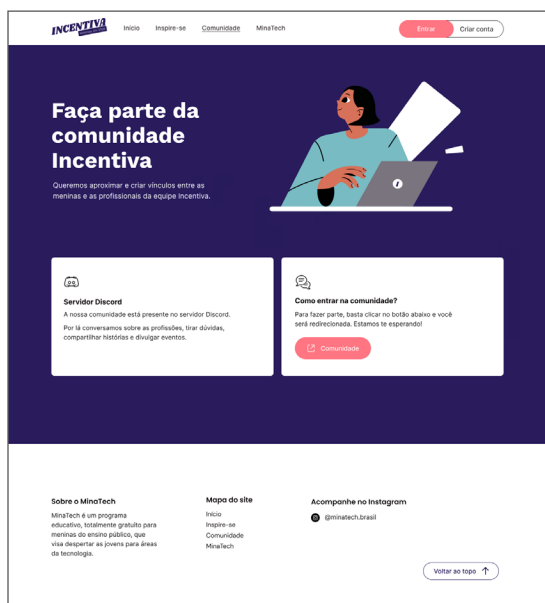 INCENTIVA
Início
Inspire-se
Comunidade
MinaTech
Entrar
Criar conta
Faça parte da
comunidade
Incentiva
Queremos aproximar e criar vínculos entre as
meninas e as profissionais da equipe Incentiva.
Servidor Discord
A nossa comunidade está presente no servidor Discord.
Por lá conversamos sobre as profissões, tirar dúvidas,
compartilhar histórias e divulgar eventos.
Como entrar na comunidade?
Para fazer parte, basta clicar no botão abaixo e você
será redirecionada. Estamos te esperando!
Comunidade
Sobre o MinaTech
MinaTech é um programa
educativo, totalmente gratuito para
meninas do ensino público, que
visa despertar as jovens para áreas
da tecnologia.
Mapa do site
Início
Inspire-se
Comunidade
MinaTech
Acompanhe no Instagram
@minatech.brasil
Voltar ao topo